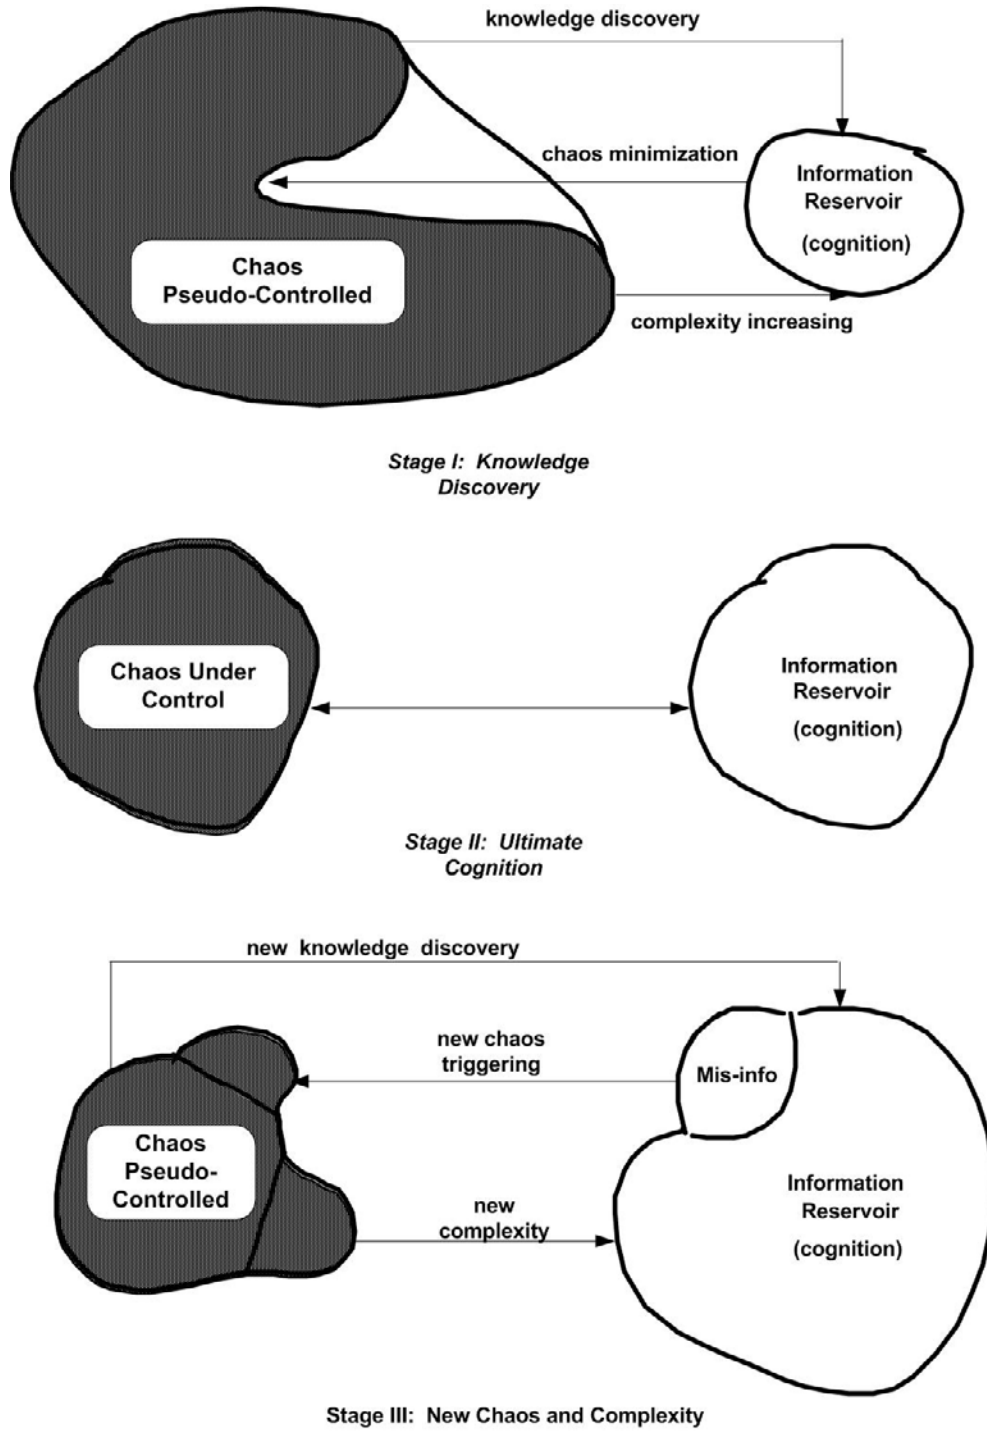 knowledge discovery
chaos minimization
Information
Reservoir
(cognition)
Chaos
Pseudo-Controlled
complexity increasing
Stage I:  Knowledge
Discovery
Chaos Under
Control
Information
Reservoir
(cognition)
Stage II:  Ultimate
Cognition
new  knowledge  discovery
new chaos
triggering
Mis-info
Chaos
Pseudo-
Controlled
new
complexity
Information
Reservoir
(cognition)
Stage III:  New Chaos and Complexity